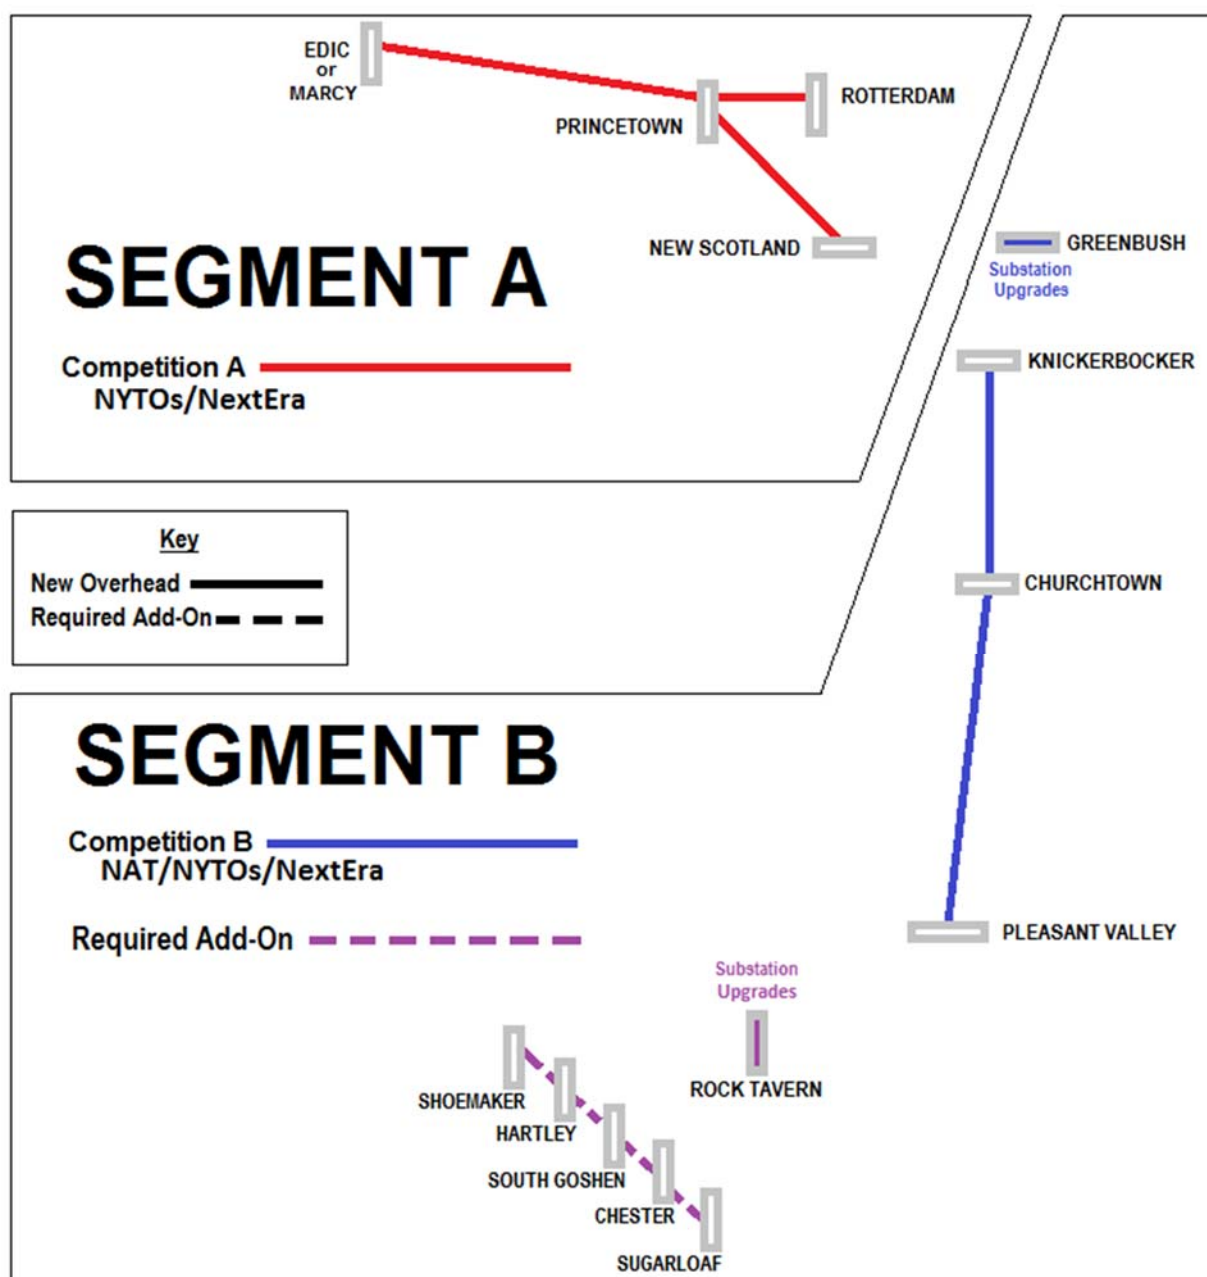 EDIC
or
MARCY
PRINCETOWN
ROTTERDAM
NEW SCOTLAND
SEGMENT A
Competition A
NYTOs/NextEra
GREENBUSH
Substation
Upgrades
KNICKERBOCKER
Key
New Overhead
Required Add-On
CHURCHTOWN
SEGMENT B
Competition B
NAT/NYTOs/NextEra
Required Add-On
PLEASANT VALLEY
Substation
Upgrades
ROCK TAVERN
SHOEMAKER
HARTLEY
SOUTH GOSHEN
CHESTER
SUGARLOAF